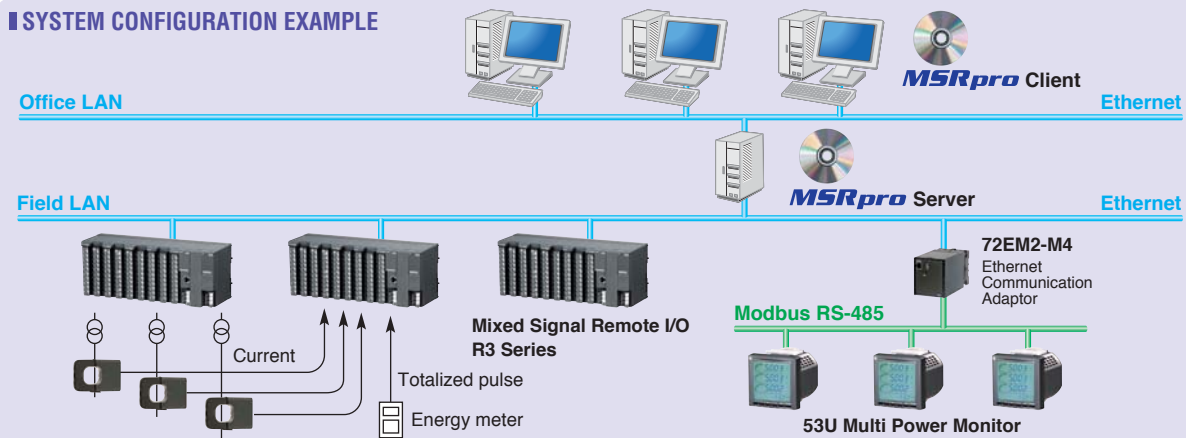 SYSTEM CONFIGURATION EXAMPLE
MSRpro Client
Office LAN
Ethernet
MSRpro Server
Field LAN
Ethernet
72EM2-M4
Ethernet
Communication
Adaptor
Modbus RS-485
Mixed Signal Remote I/O
R3 Series
Current
Totalized pulse
Energy meter
53U Multi Power Monitor